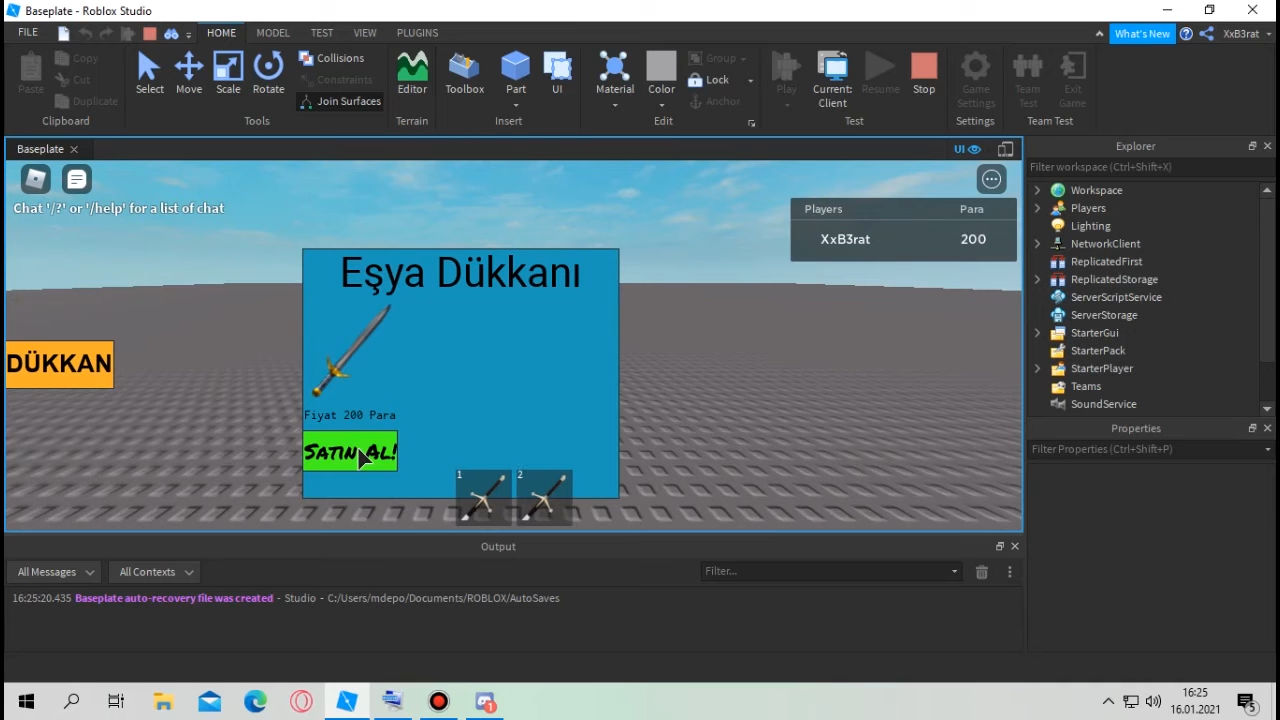 Baseplate - Roblox Studio
FILE HOME MODEL TEST VIEW PLUGINS What's New XxB3rat
Paste Copy Cut Duplicate Select Move Scale Rotate Collisions Constraints Join Surfaces Editor Toolbox Part UI Material Color Group Lock Anchor Play Current: Client Resume Stop Game Settings Team Test Exit Game
Clipboard Tools Terrain Insert Edit Test Settings Team Test
Baseplate UI
Explorer
Filter workspace (Ctrl+Shift+X)
Workspace
Players
Lighting
NetworkClient
ReplicatedFirst
ReplicatedStorage
ServerScriptService
ServerStorage
StarterGui
StarterPack
StarterPlayer
Teams
SoundService
Properties
Filter Properties (Ctrl+Shift+P)
Chat '/?' or '/help' for a list of chat
Players Para
XxB3rat 200
Eşya Dükkanı
DÜKKAN
Fiyat 200 Para
Satın Al!
1 2
Output
All Messages All Contexts Filter...
16:25:20.435 Baseplate auto-recovery file was created - Studio - C:/Users/mdepo/Documents/ROBLOX/AutoSaves
1
16:25
16.01.2021
5